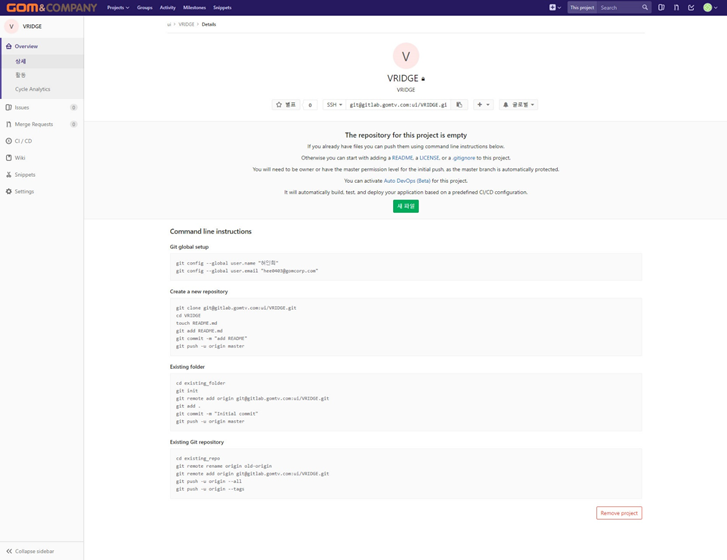 GOM&COMPANY
Projects Groups Activity Milestones Snippets
This project Search
V VRIDGE
ui > VRIDGE > Details
Overview
상세
활동
Cycle Analytics
Issues 0
Merge Requests 0
CI / CD
Wiki
Snippets
Settings
V
VRIDGE
VRIDGE
별표 0 SSH git@gitlab.gomtv.com:ui/VRIDGE.gi + 글로벌
The repository for this project is empty
If you already have files you can push them using command line instructions below.
Otherwise you can start with adding a README, a LICENSE, or a .gitignore to this project.
You will need to be owner or have the master permission level for the initial push, as the master branch is automatically protected.
You can activate Auto DevOps (Beta) for this project.
It will automatically build, test, and deploy your application based on a predefined CI/CD configuration.
새 파일
Command line instructions
Git global setup
git config --global user.name "허인회"
git config --global user.email "hex0403@gomcorp.com"
Create a new repository
git clone git@gitlab.gomtv.com:ui/VRIDGE.git
cd VRIDGE
touch README.md
git add README.md
git commit -m "add README"
git push -u origin master
Existing folder
cd existing_folder
git init
git remote add origin git@gitlab.gomtv.com:ui/VRIDGE.git
git add .
git commit -m "Initial commit"
git push -u origin master
Existing Git repository
cd existing_repo
git remote rename origin old-origin
git remote add origin git@gitlab.gomtv.com:ui/VRIDGE.git
git push -u origin --all
git push -u origin --tags
Remove project
Collapse sidebar